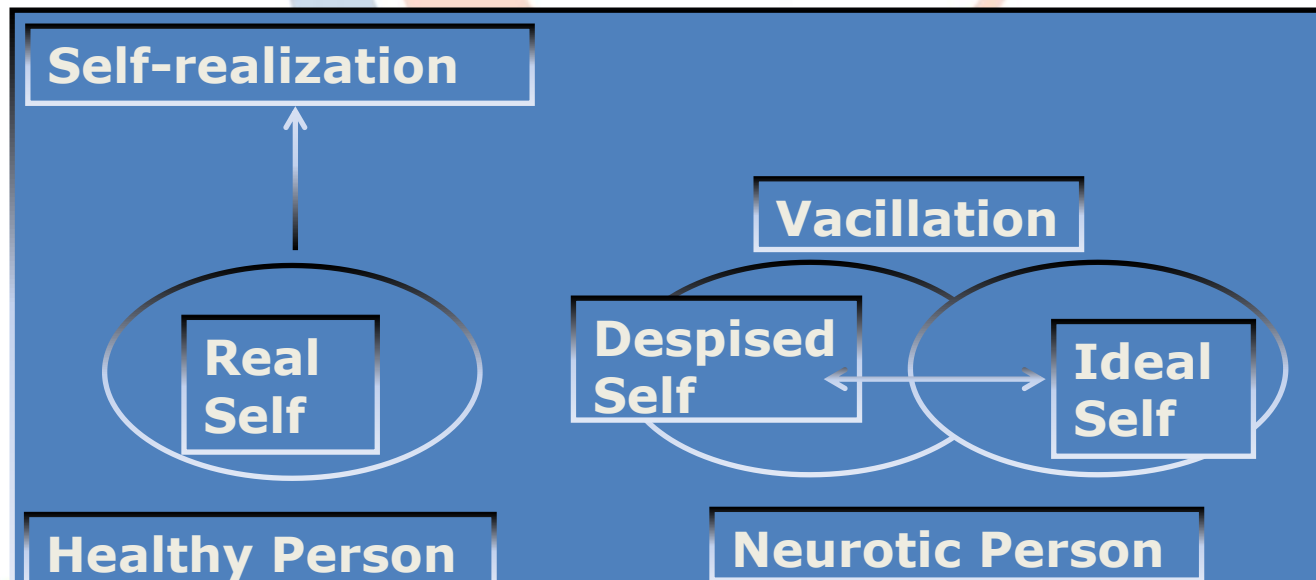 Self-realization
Vacillation
Real
Self
Despised
Self
Ideal
Self
Healthy Person
Neurotic Person